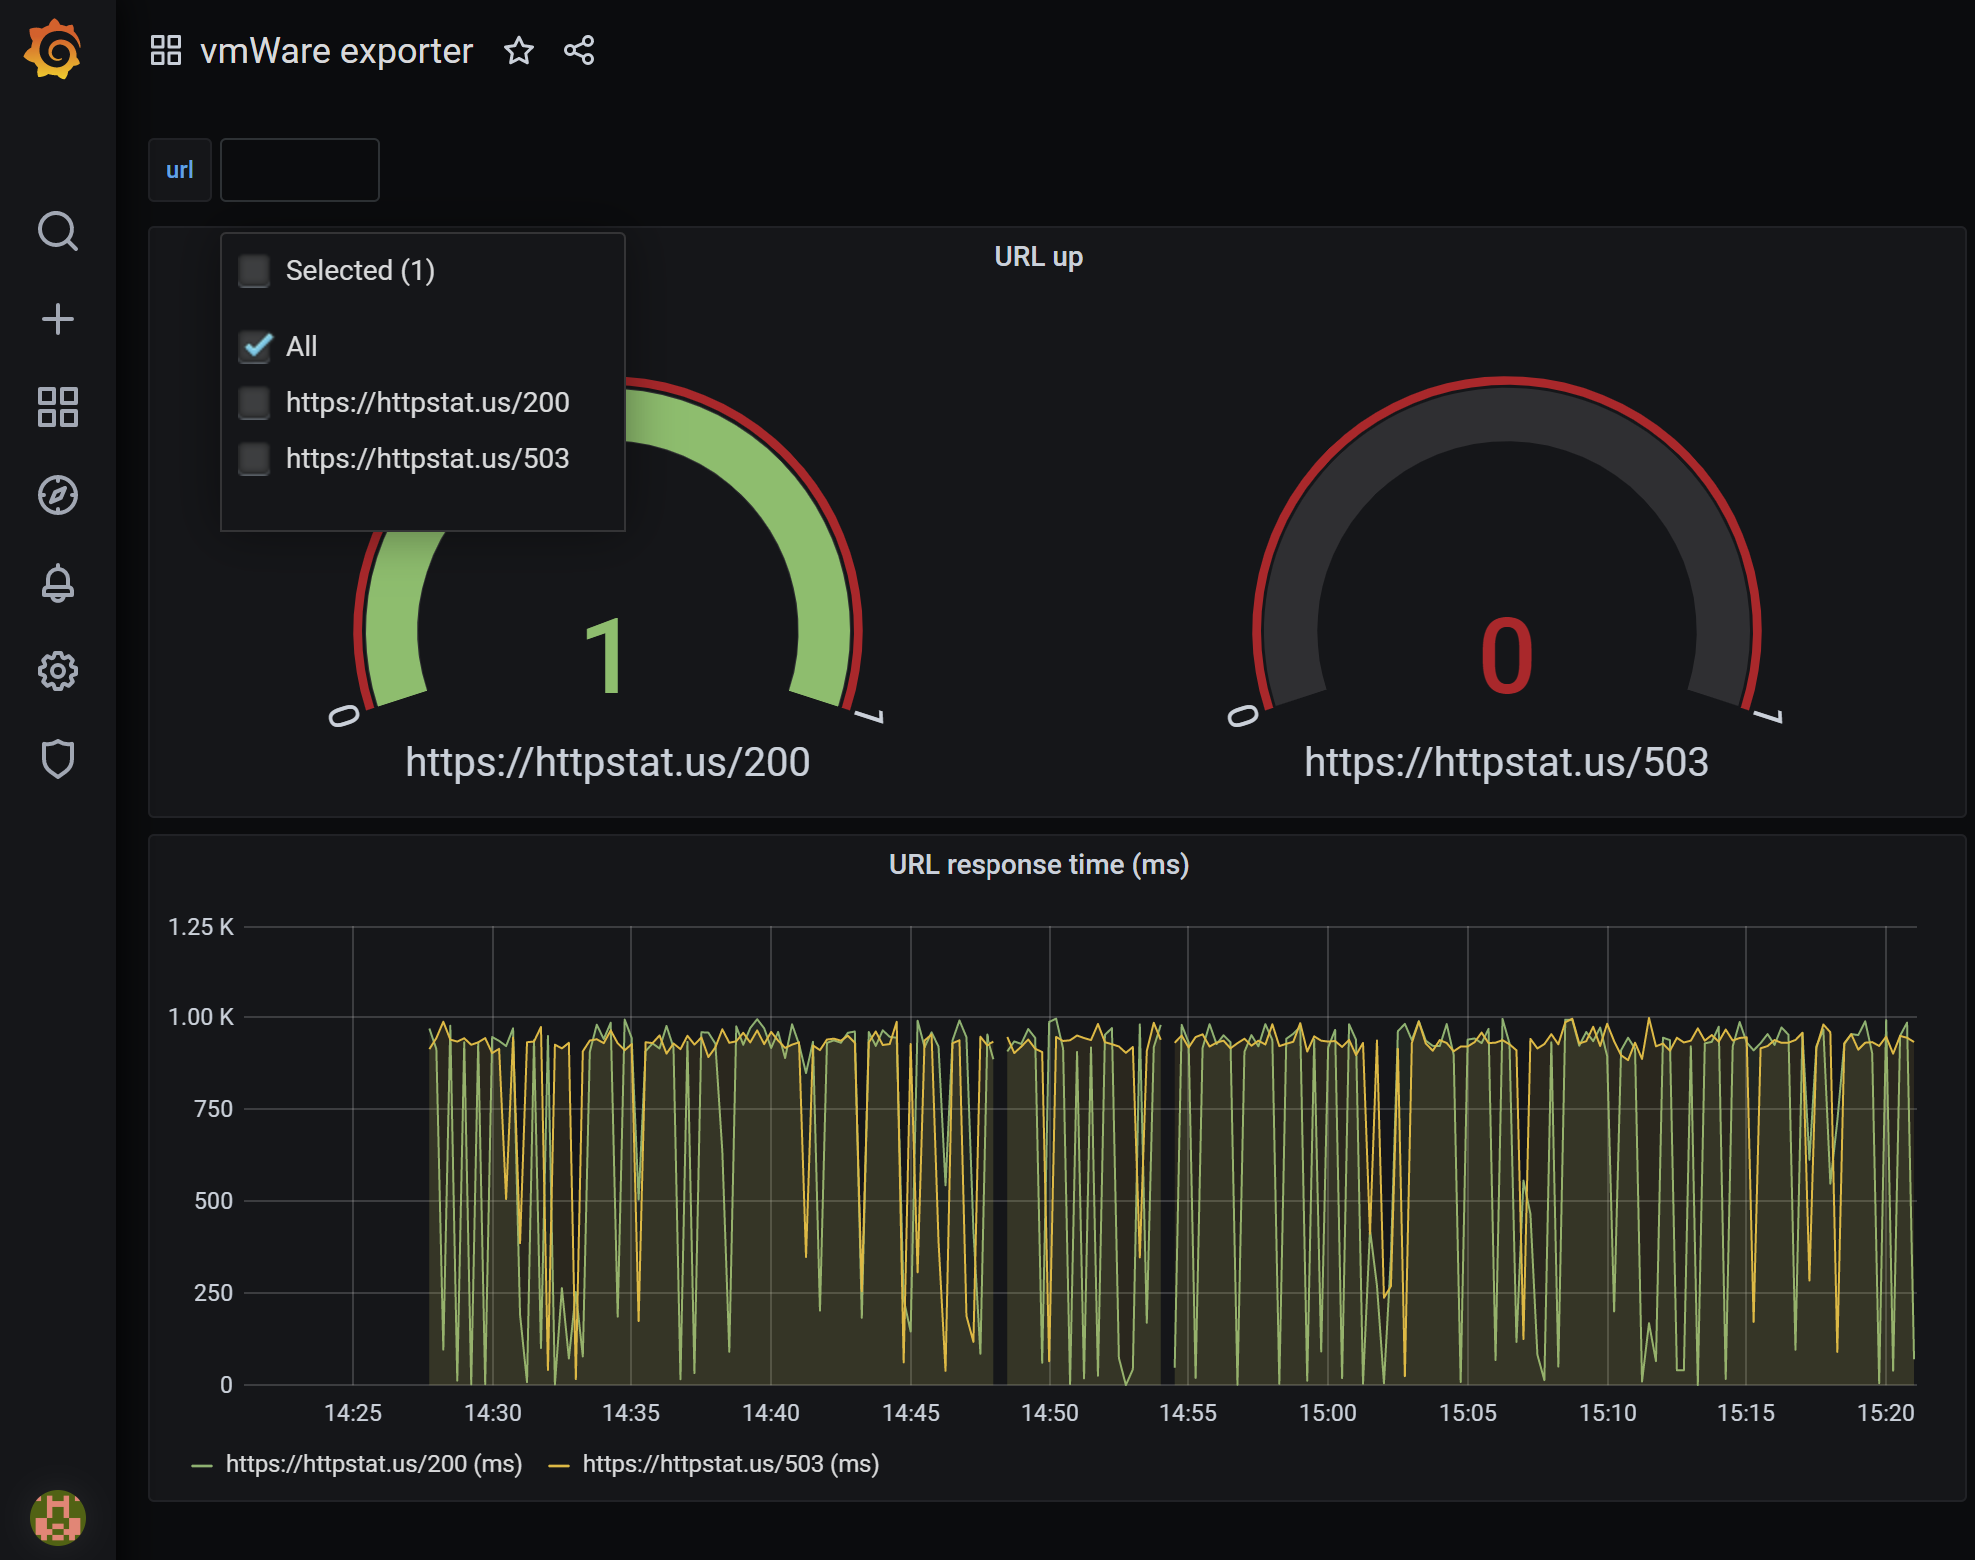 vmWare exporter
url
Selected (1)
All
https://httpstat.us/200
https://httpstat.us/503
URL up
1
0
1
https://httpstat.us/200
0
0
1
https://httpstat.us/503
URL response time (ms)
1.25 K
1.00 K
750
500
250
0
14:25 14:30 14:35 14:40 14:45 14:50 14:55 15:00 15:05 15:10 15:15 15:20
https://httpstat.us/200 (ms) https://httpstat.us/503 (ms)